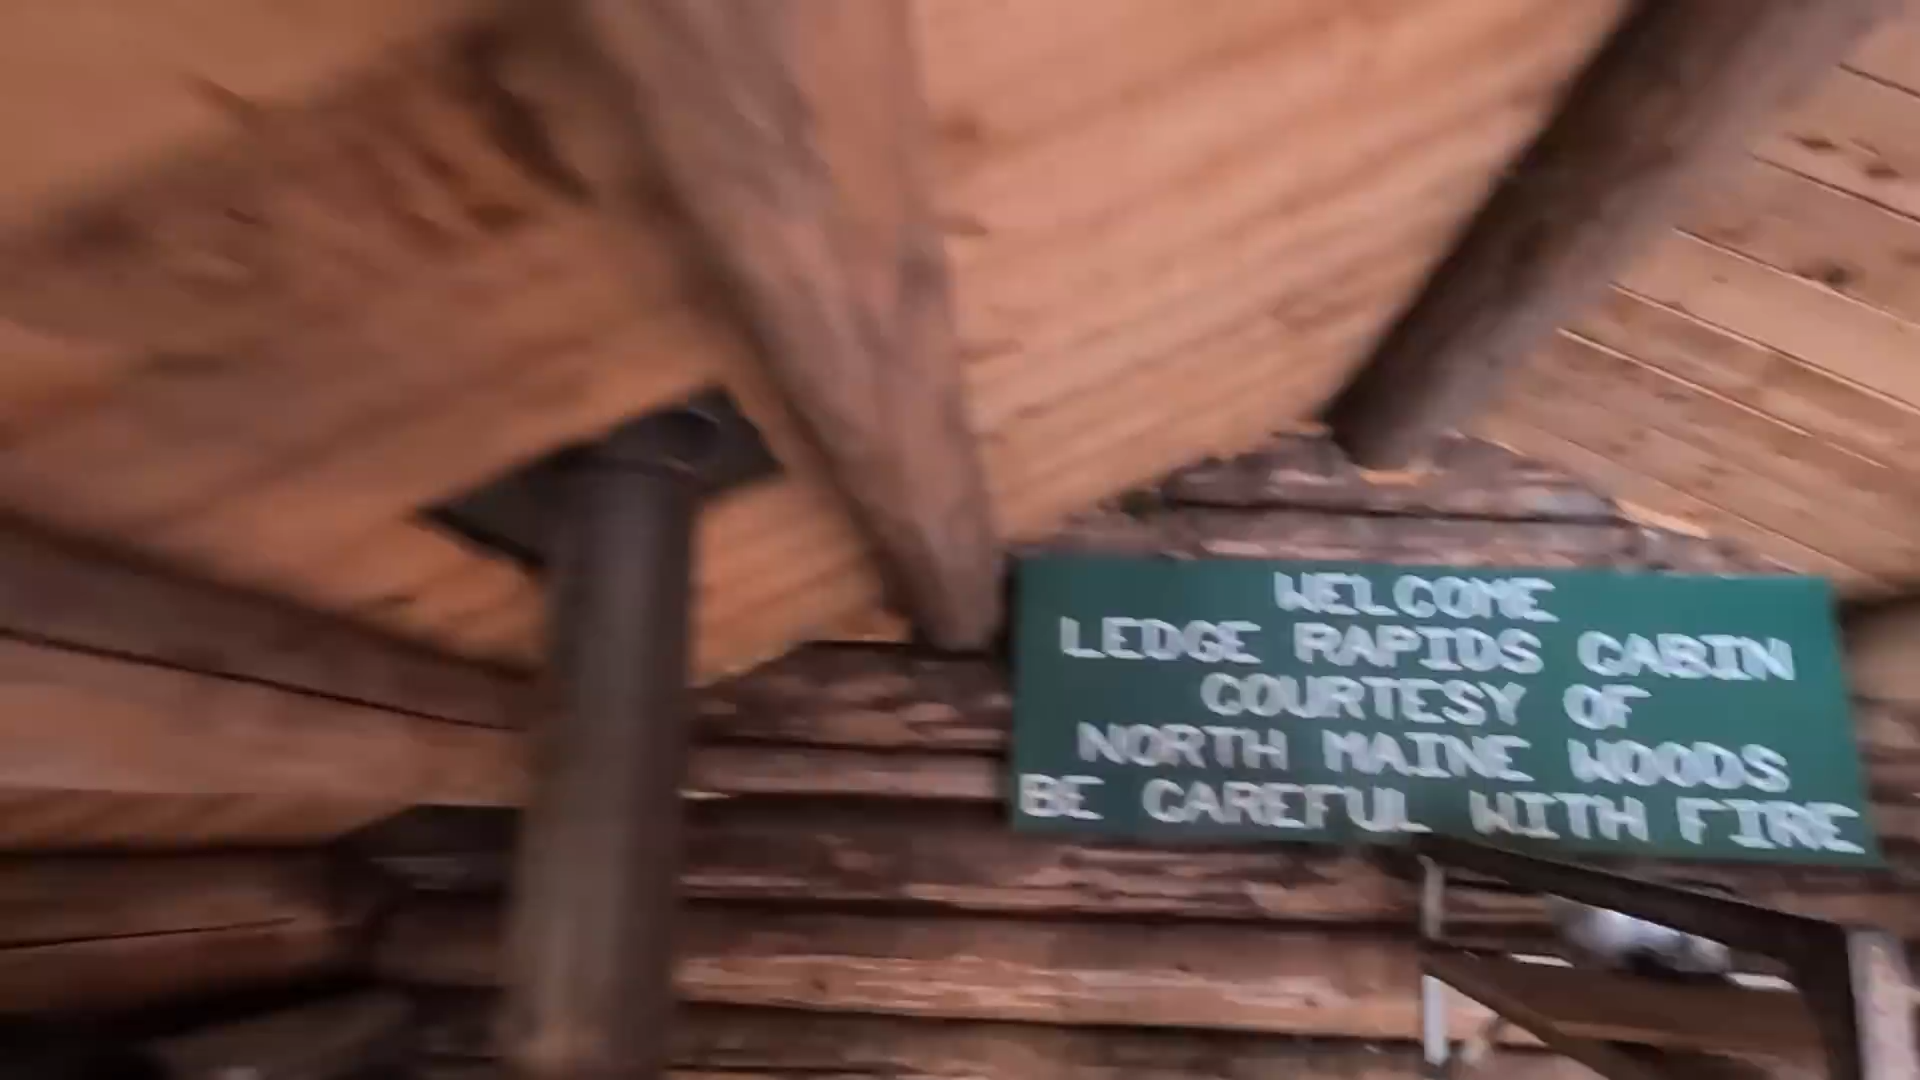 WELCOME
LEDGE RAPIDS CABIN
COURTESY OF
NORTH MAINE WOODS
BE CAREFUL WITH FIRE